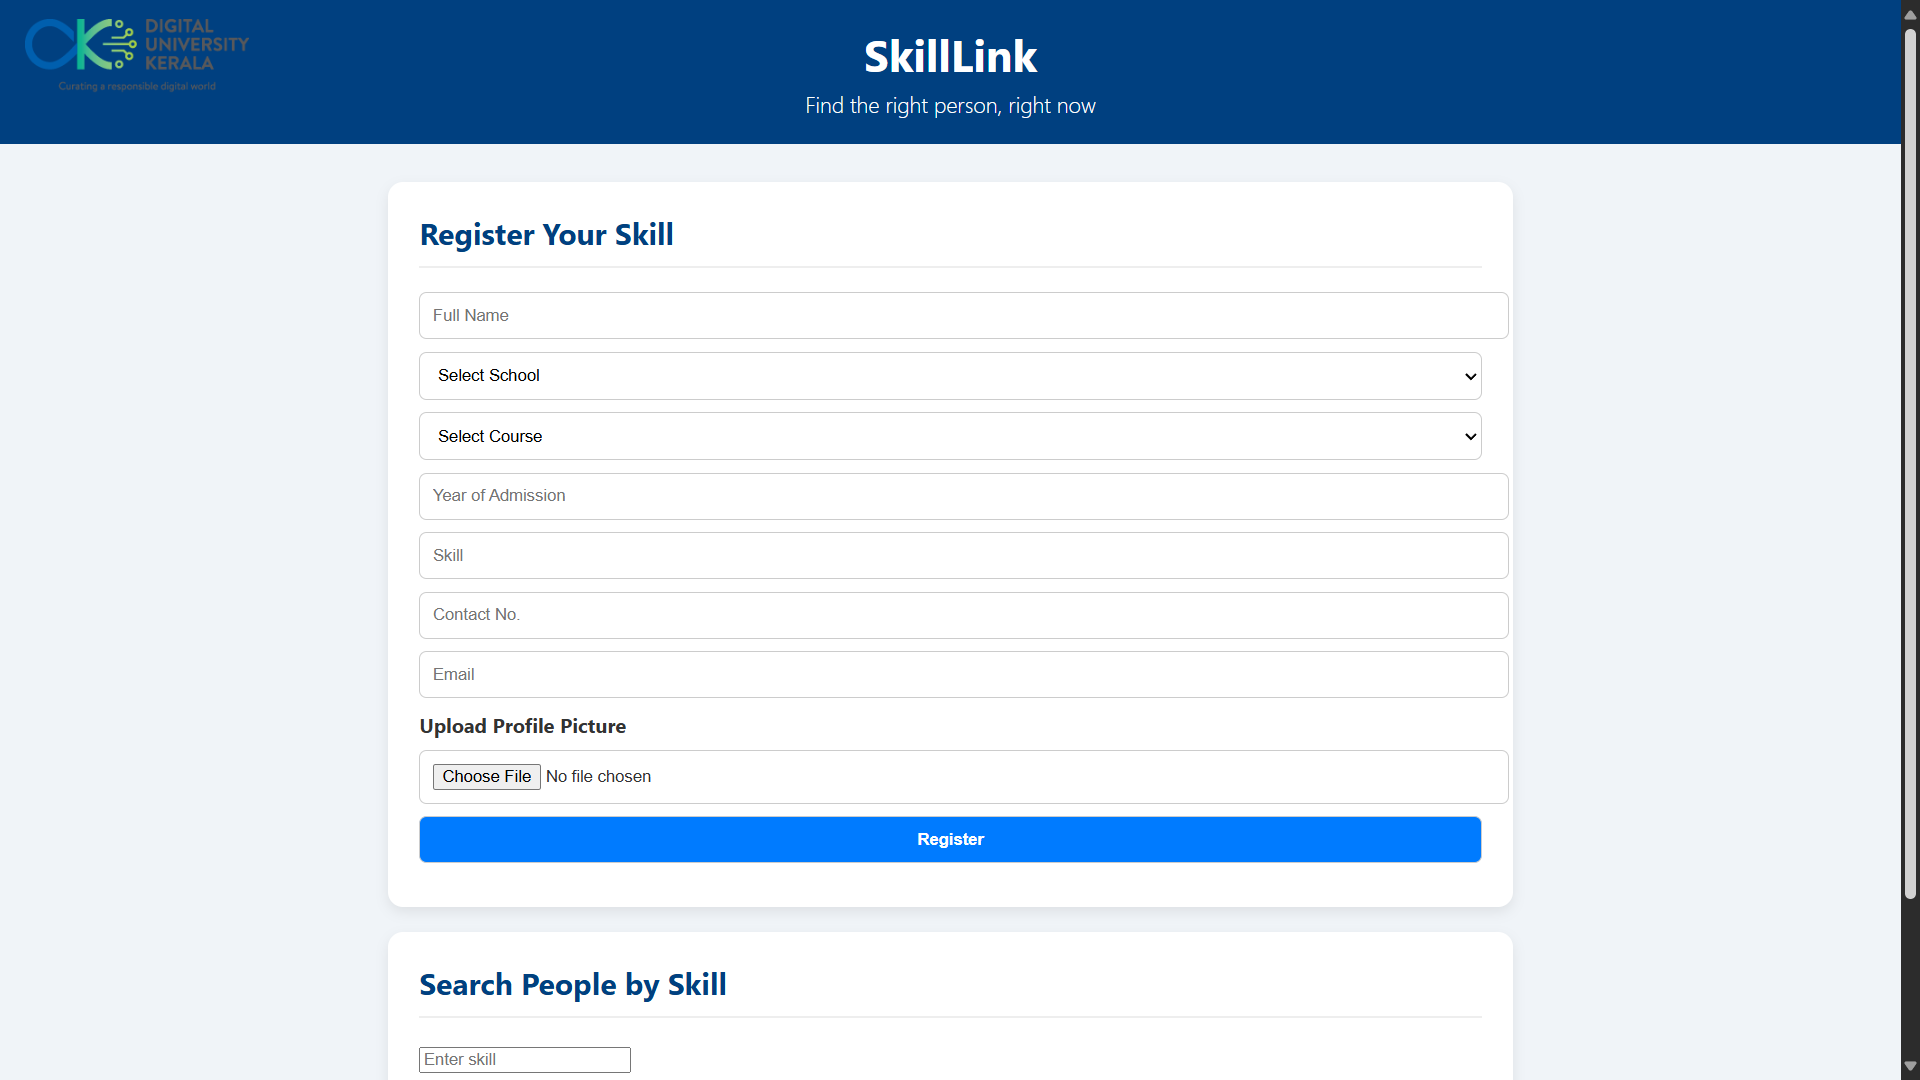 DIGITAL
UNIVERSITY
KERALA
Curating a responsible digital world
SkillLink
Find the right person, right now
Register Your Skill
Full Name
Select School
Select Course
Year of Admission
Skill
Contact No.
Email
Upload Profile Picture
Choose File No file chosen
Register
Search People by Skill
Enter skill